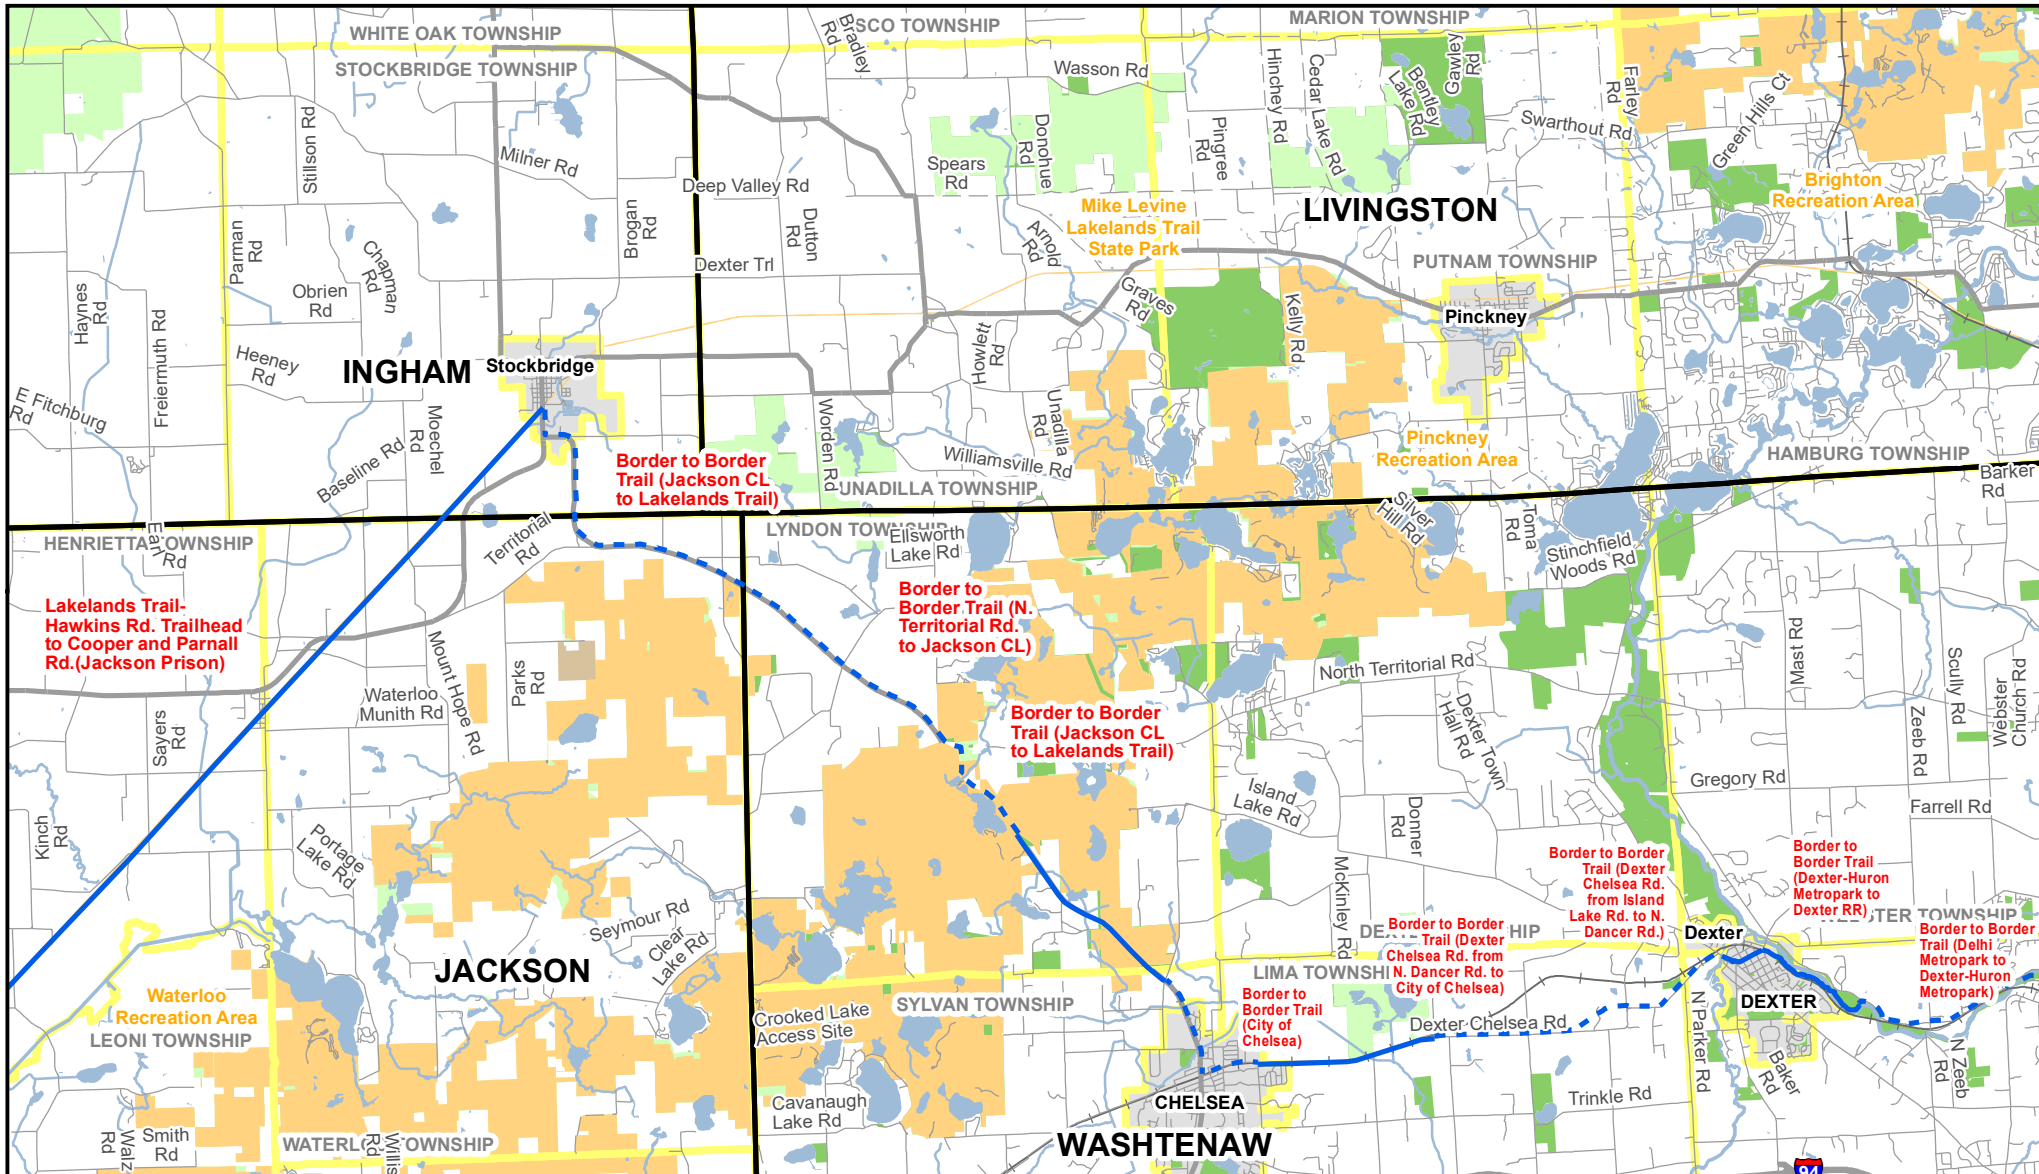 WHITE OAK TOWNSHIP
STOCKBRIDGE TOWNSHIP
Bradley
Rd
SCO TOWNSHIP
MARION TOWNSHIP
Wasson Rd
Hinchey Rd
Cedar Lake Rd
Bentley
Lake Rd
Gawley
Rd
Farley
Rd
Swarthout Rd
Green Hills Ct
Stillson Rd
Milner Rd
Deep Valley Rd
Spears
Rd
Donohue
Rd
Pingree
Rd
Brighton
Recreation Area
Mike Levine
Lakelands Trail
State Park
LIVINGSTON
Parman
Rd
Chapman
Rd
Brogan
Rd
Dutton
Rd
Arnold
Rd
Dexter Trl
PUTNAM TOWNSHIP
Haynes
Rd
Freiermuth Rd
Obrien
Rd
Graves
Rd
Kelly Rd
Pinckney
Heeney
Rd
INGHAM
Stockbridge
Howlett
Rd
E Fitchburg
Rd
Moechel
Rd
Baseline Rd
Worden Rd
Unadilla
Rd
Williamsville Rd
Pinckney
Recreation Area
HAMBURG TOWNSHIP
Barker
Rd
Border to Border
Trail (Jackson CL
to Lakelands Trail)
UNADILLA TOWNSHIP
HENRIETTA TOWNSHIP
Earl
Rd
Territorial
Rd
LYNDON TOWNSHIP
Ellsworth
Lake Rd
Silver
Hill Rd
Toma
Rd
Stinchfield
Woods Rd
Lakelands Trail-
Hawkins Rd. Trailhead
to Cooper and Parnall
Rd.(Jackson Prison)
Border to
Border Trail (N.
Territorial Rd.
to Jackson CL)
Mount Hope Rd
Parks
Rd
Waterloo
Munith Rd
Sayers
Rd
North Territorial Rd
Mast Rd
Scully Rd
Webster
Church Rd
Zeeb Rd
Dexter Town
Hall Rd
Border to Border
Trail (Jackson CL
to Lakelands Trail)
Gregory Rd
Farrell Rd
Island
Lake Rd
Donner
Rd
Kinch
Rd
Portage
Lake Rd
McKinley Rd
Border to Border
Trail (Dexter
Chelsea Rd.
from Island
Lake Rd. to N.
Dancer Rd.)
Border to
Border Trail
(Dexter-Huron
Metropark to
Dexter RR)
Seymour Rd
Clear
Lake Rd
Border to Border
Trail (Dexter
Chelsea Rd. from
N. Dancer Rd. to
City of Chelsea)
Dexter
STER TOWNSHIP
Border to Border
Trail (Delhi
Metropark to
Dexter-Huron
Metropark)
JACKSON
LIMA TOWNSHI
DEXTER
Waterloo
Recreation Area
LEONI TOWNSHIP
SYLVAN TOWNSHIP
Crooked Lake
Access Site
Border to
Border Trail
(City of
Chelsea)
Dexter Chelsea Rd
N Parker Rd
Baker
Rd
N Zeeb
Rd
Trinkle Rd
Cavanaugh
Lake Rd
CHELSEA
WASHTENAW
Walz
Rd
Smith
Rd
Willis
Rd
94